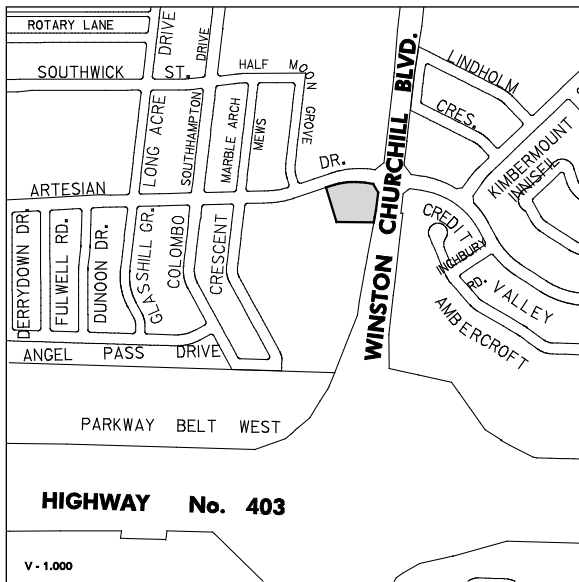 ROTARY LANE
DRIVE
DRIVE
SOUTHWICK ST.
HALF MOON GROVE
LINDHOLM
CRES.
WINSTON CHURCHILL BLVD.
LONG ACRE
SOUTHHAMPTON
MARBLE ARCH
MEWS
KIMBERMOUNT
ARTESIAN
DR.
DERRYDOWN DR.
FULWELL RD.
DUNOON DR.
GLASSHILL GR.
COLOMBO
CRESCENT
CREDIT
VALLEY
INCHBURY
RD.
AMBERCROFT
ANGEL PASS DRIVE
PARKWAY BELT WEST
HIGHWAY No. 403
V - 1.000